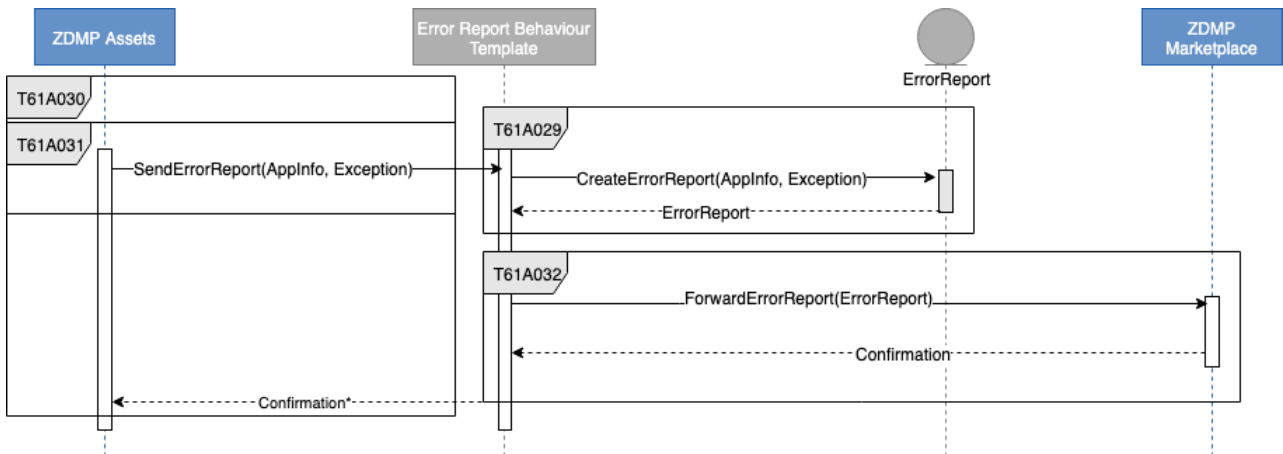 ZDMP Assets
Error Report Behaviour
Template
ErrorReport
ZDMP
Marketplace
T61A030
T61A031
T61A029
SendErrorReport(AppInfo, Exception)
CreateErrorReport(AppInfo, Exception)
ErrorReport
T61A032
ForwardErrorReport(ErrorReport)
Confirmation
Confirmation*